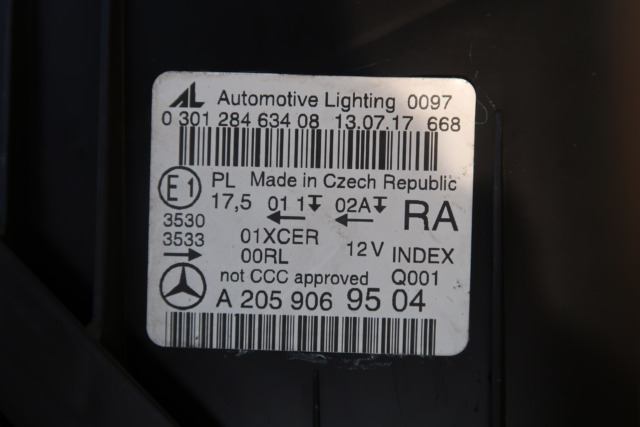 AL Automotive Lighting 0097
0 301 284 634 08 13.07.17 668
E1 PL Made in Czech Republic
17,5 01 1 02A RA
3530
3533 01XCER 12V INDEX
00RL
not CCC approved Q001
A 205 906 95 04